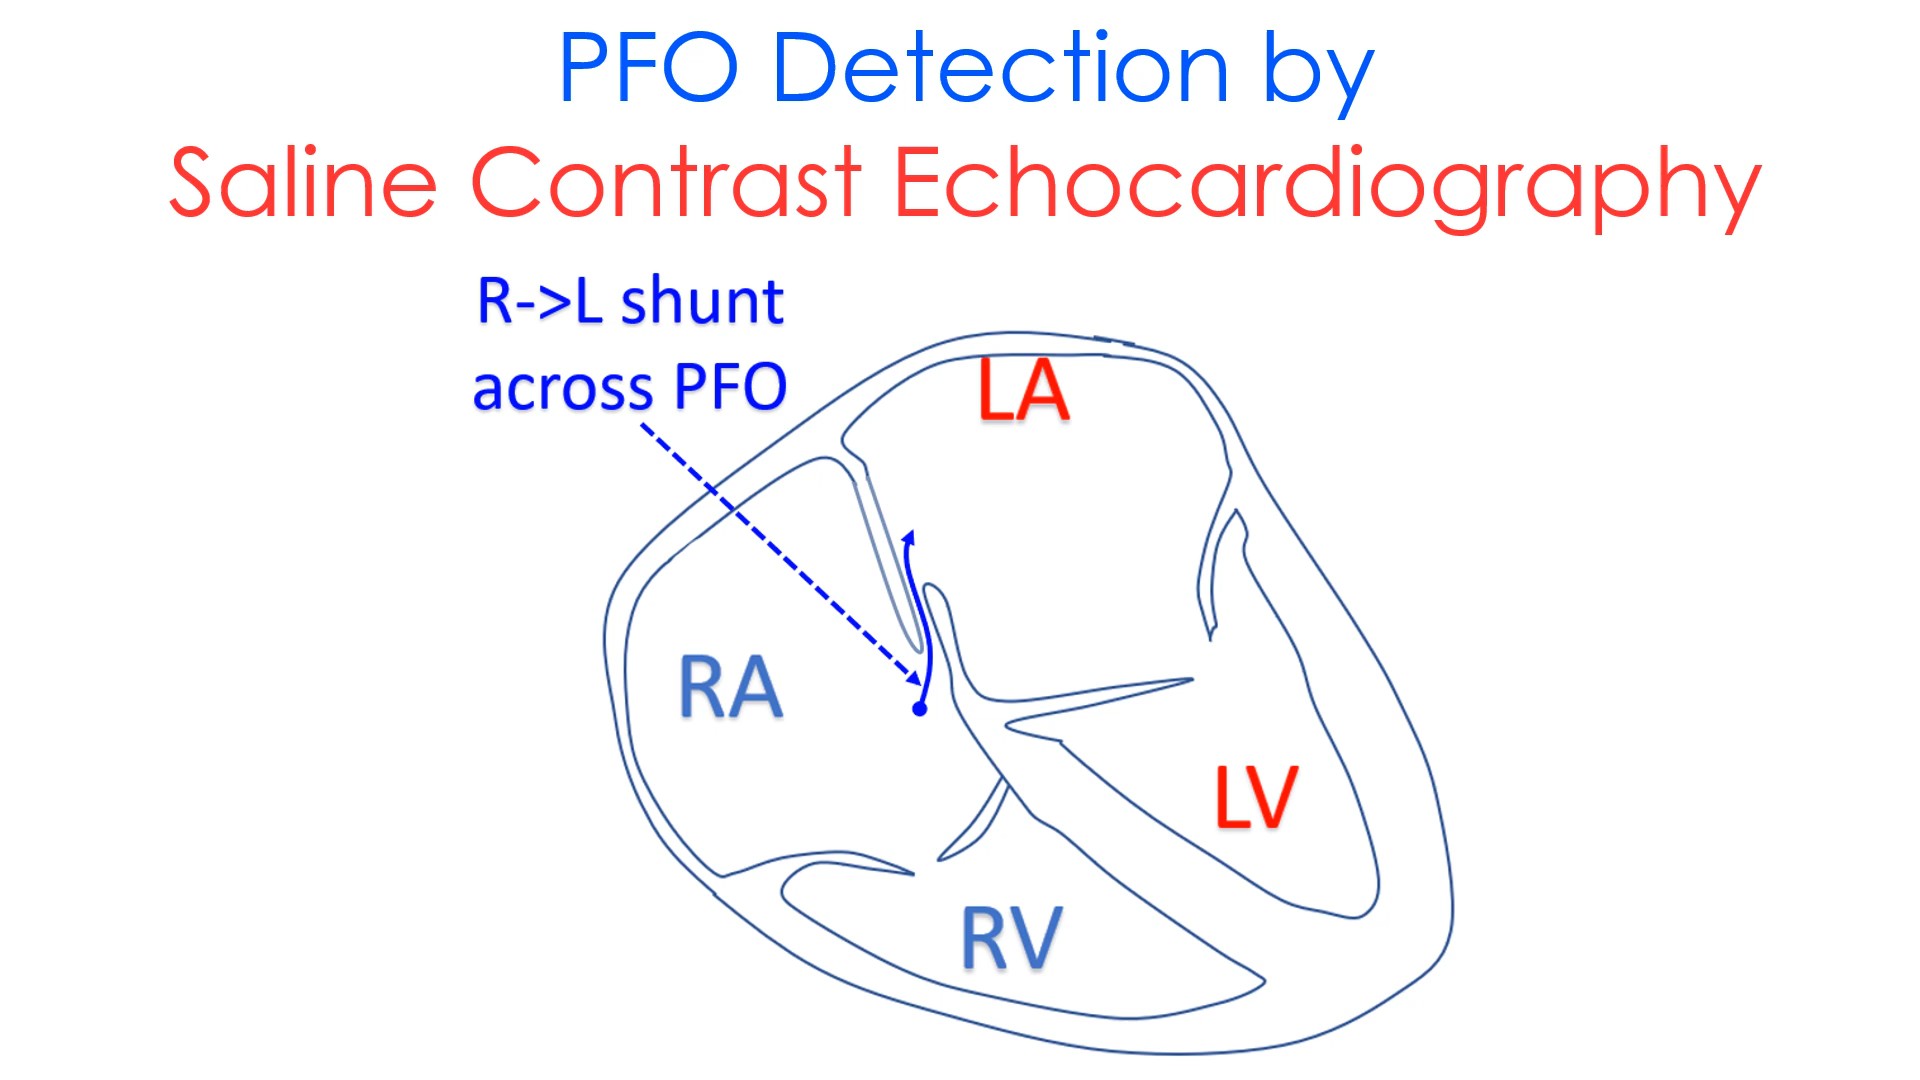 PFO Detection by
Saline Contrast Echocardiography
R->L shunt
across PFO
LA
RA
LV
RV